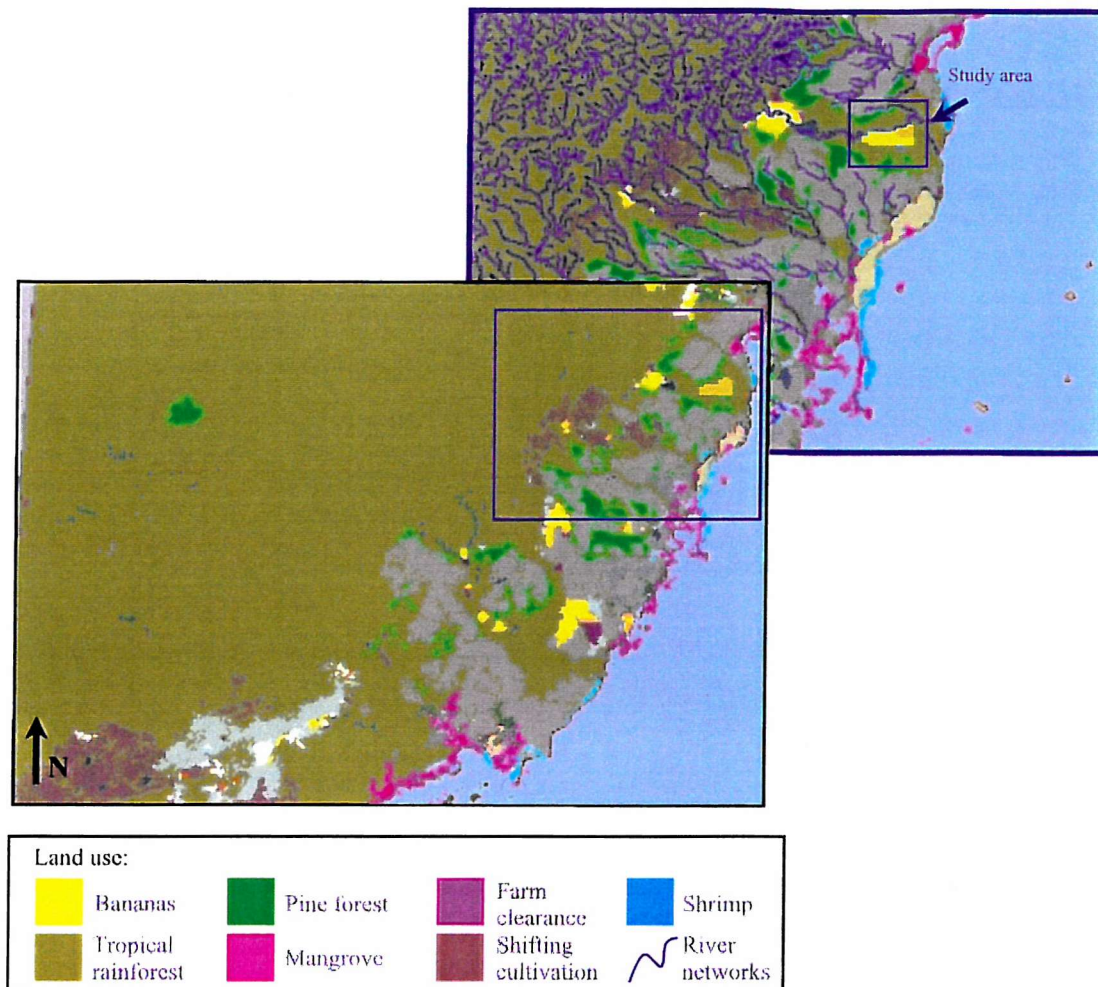 Study area
N
Land use:
Bananas
Pine forest
Farm
clearance
Shrimp
Tropical
rainforest
Mangrove
Shifting
cultivation
River
networks